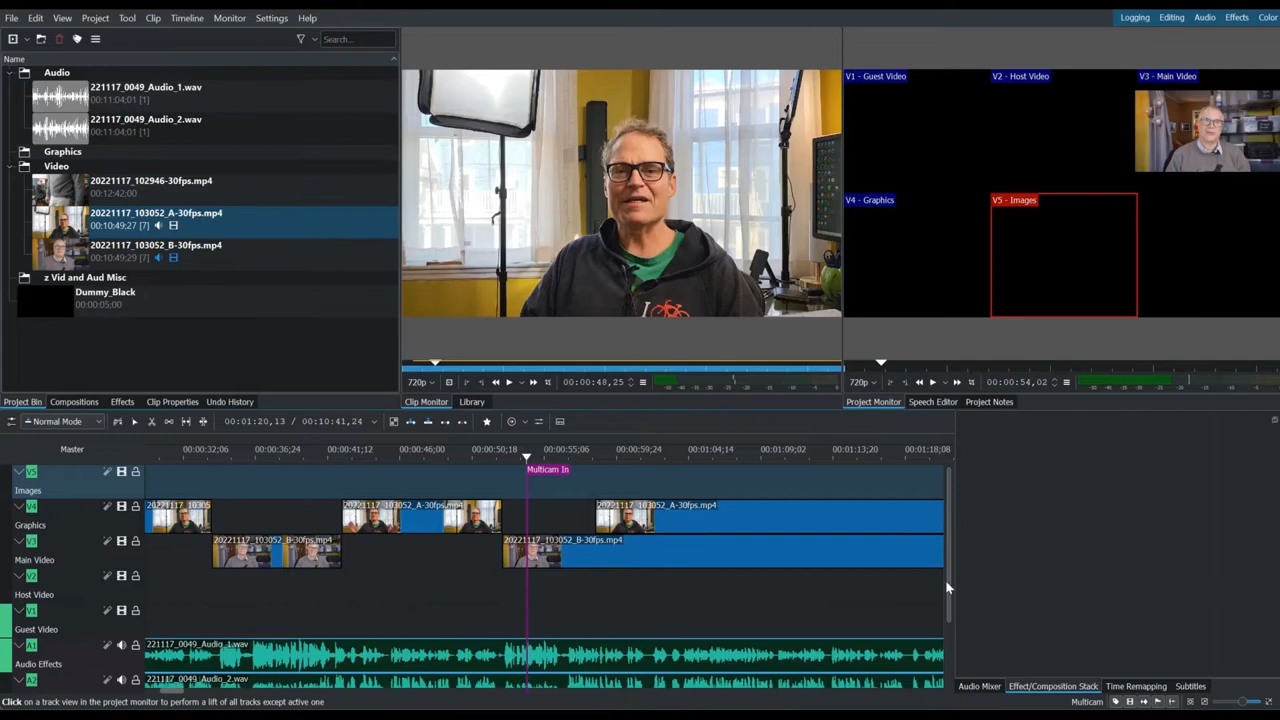 File Edit View Project Tool Clip Timeline Monitor Settings Help
Logging Editing Audio Effects Color
Search...
Name
Audio
221117_0049_Audio_1.wav
00:11:04:01 [1]
221117_0049_Audio_2.wav
00:11:04:01 [1]
Graphics
Video
20221117_102946-30fps.mp4
00:12:42;00
20221117_103052_A-30fps.mp4
00:10:49:27 [7]
20221117_103052_B-30fps.mp4
00:10:49:29 [7]
z Vid and Aud Misc
Dummy_Black
00:00:05;00
I
V1 - Guest Video
V2 - Host Video
V3 - Main Video
V4 - Graphics
V5 - Images
720p
00:00:48,25
720p
00:00:54,02
Project Bin Compositions Effects Clip Properties Undo History
Clip Monitor Library
Project Monitor Speech Editor Project Notes
Normal Mode
00:01:20,13 / 00:10:41,24
Master
00:00:32;06 00:00:36;24 00:00:41;13 00:00:46;00 00:00:50;18 00:00:55;06 00:00:59;24 00:01:04;14 00:01:09;02 00:01:13;20 00:01:18;08
Multicam In
V5
Images
V4
Graphics
20221117_10305
20221117_103052_A-30fps.mp4
20221117_103052_A-30fps.mp4
V3
Main Video
20221117_103052_B-30fps.mp4
20221117_103052_B-30fps.mp4
V2
Host Video
V1
Guest Video
A1
Audio Effects
221117_0049_Audio_1.wav
A2
221117_0049_Audio_2.wav
Audio Mixer Effect/Composition Stack Time Remapping Subtitles
Click on a track view in the project monitor to perform a lift of all tracks except active one
Multicam